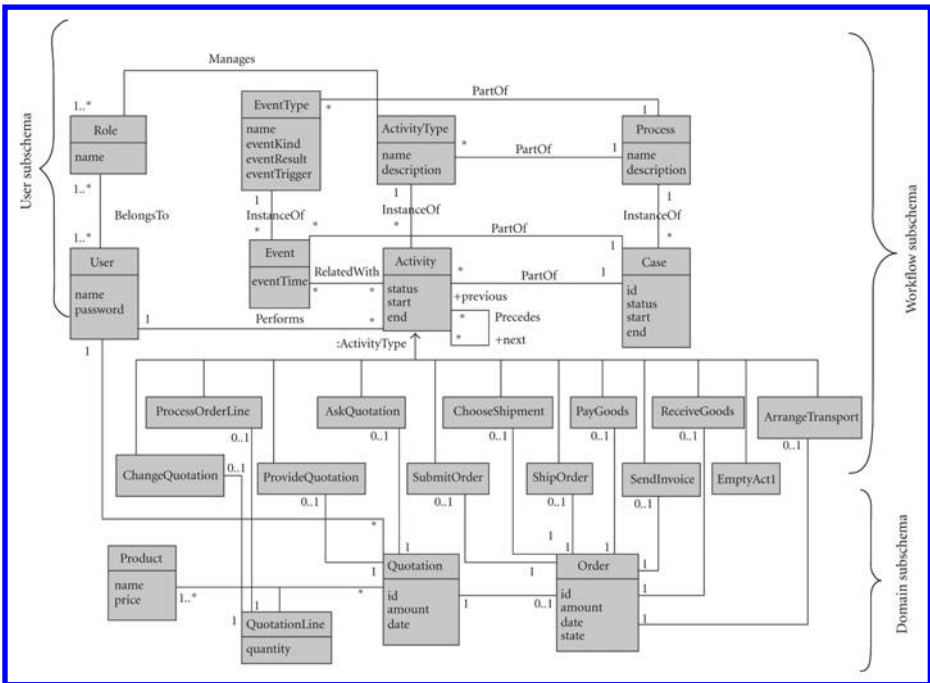 User subschema
Workflow subschema
Domain subschema
Manages
PartOf
1..*
*
1
Role
name
EventType
name
eventKind
eventResult
eventTrigger
ActivityType
name
description
Process
name
description
*
PartOf
1
1..*
BelongsTo
1..*
1
InstanceOf
*
1
InstanceOf
*
1
InstanceOf
*
*
PartOf
1
User
name
password
Event
eventTime
*
RelatedWith
*
Activity
status
start
end
*
PartOf
1
Case
id
status
start
end
+previous
*
Precedes
*
+next
1
Performs
*
1
:ActivityType
ProcessOrderLine
0..1
AskQuotation
0..1
ChooseShipment
0..1
PayGoods
0..1
ReceiveGoods
0..1
ArrangeTransport
0..1
ChangeQuotation
0..1
ProvideQuotation
0..1
SubmitOrder
0..1
ShipOrder
0..1
SendInvoice
0..1
EmptyAct1
*
1
1
1
1
1
1
Product
name
price
1..*
*
1
1
QuotationLine
quantity
Quotation
id
amount
date
1
0..1
Order
id
amount
date
state
1
1
1